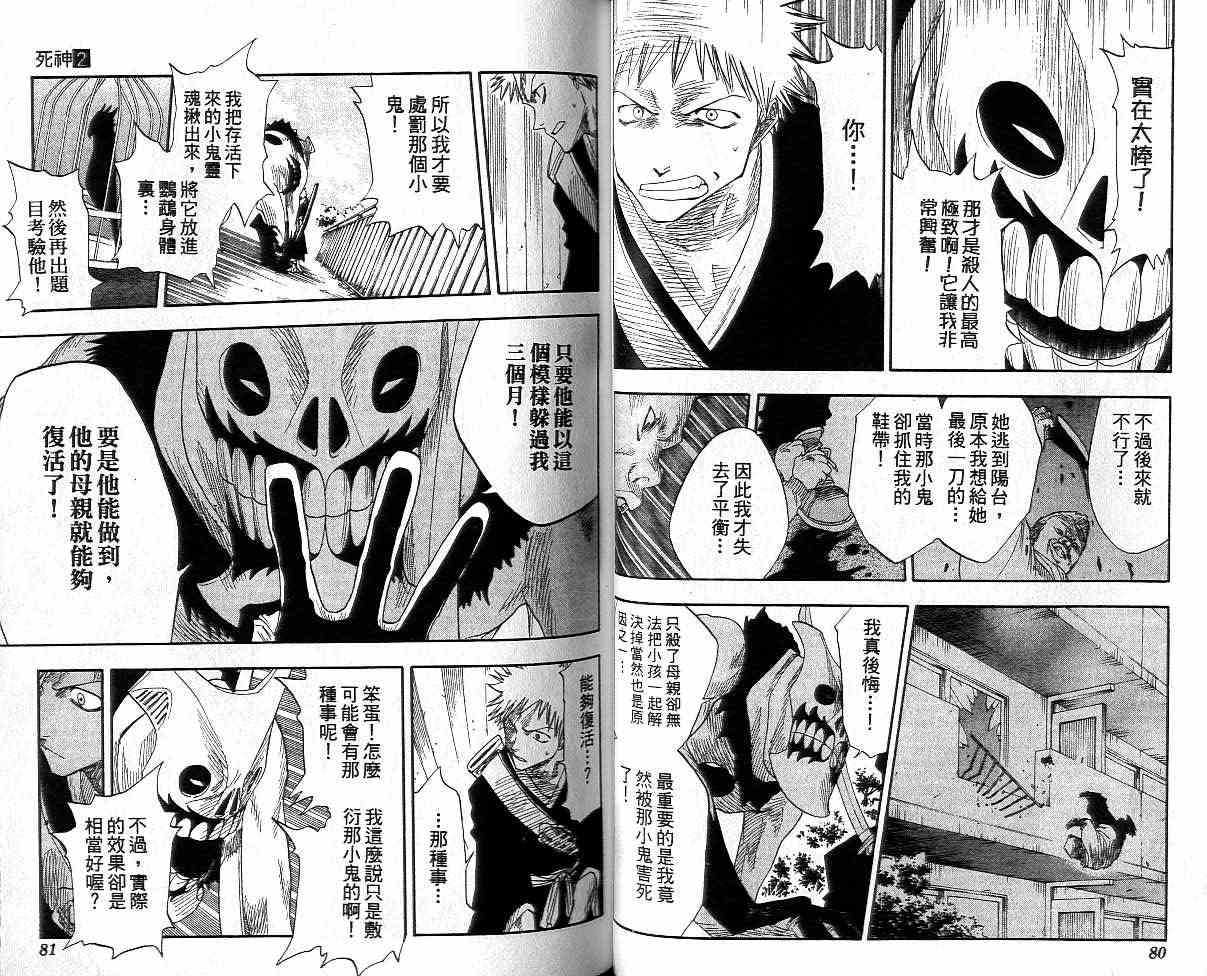 實在太棒了！
那才是殺人的最高
極致啊！它讓我非
常興奮！
你…！
不過後來就
不行了…
她逃到陽台，
原本我想給她
最後一刀的…
當時那小鬼
卻抓住我的
鞋帶！
因此我才失
去了平衡…
我真後悔…！
只殺了母親卻無
法把小孩一起解
決掉當然也是原
因之一…
最重要的是我竟
然被那小鬼害死
了！
80
死神2
所以我才要
處罰那個小
鬼！
我把存活下
來的小鬼靈
魂揪出來，將它放進
鸚鵡身體
裏…
然後再出題
目考驗他！
只要他能以這
個模樣躲過我
三個月！
要是他能做到，
他的母親就能夠
復活了！
能夠復活…？
…那種事…
笨蛋！怎麼
可能會有那
種事呢！
我這麼說只是敷
衍那小鬼的啊！
不過，實際
的效果卻是
相當好喔？
81